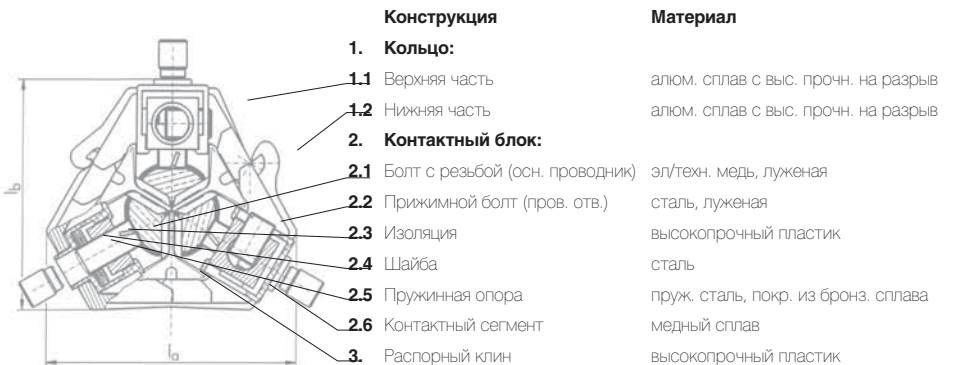 Конструкция Материал
1. Кольцо:
1.1 Верхняя часть алюм. сплав с выс. прочн. на разрыв
1.2 Нижняя часть алюм. сплав с выс. прочн. на разрыв
2. Контактный блок:
2.1 Болт с резьбой (осн. проводник) эл/техн. медь, луженая
2.2 Прижимной болт (пров. отв.) сталь, луженая
2.3 Изоляция высокопрочный пластик
2.4 Шайба сталь
2.5 Пружинная опора пруж. сталь, покр. из бронз. сплава
2.6 Контактный сегмент медный сплав
3. Распорный клин высокопрочный пластик
lb
la